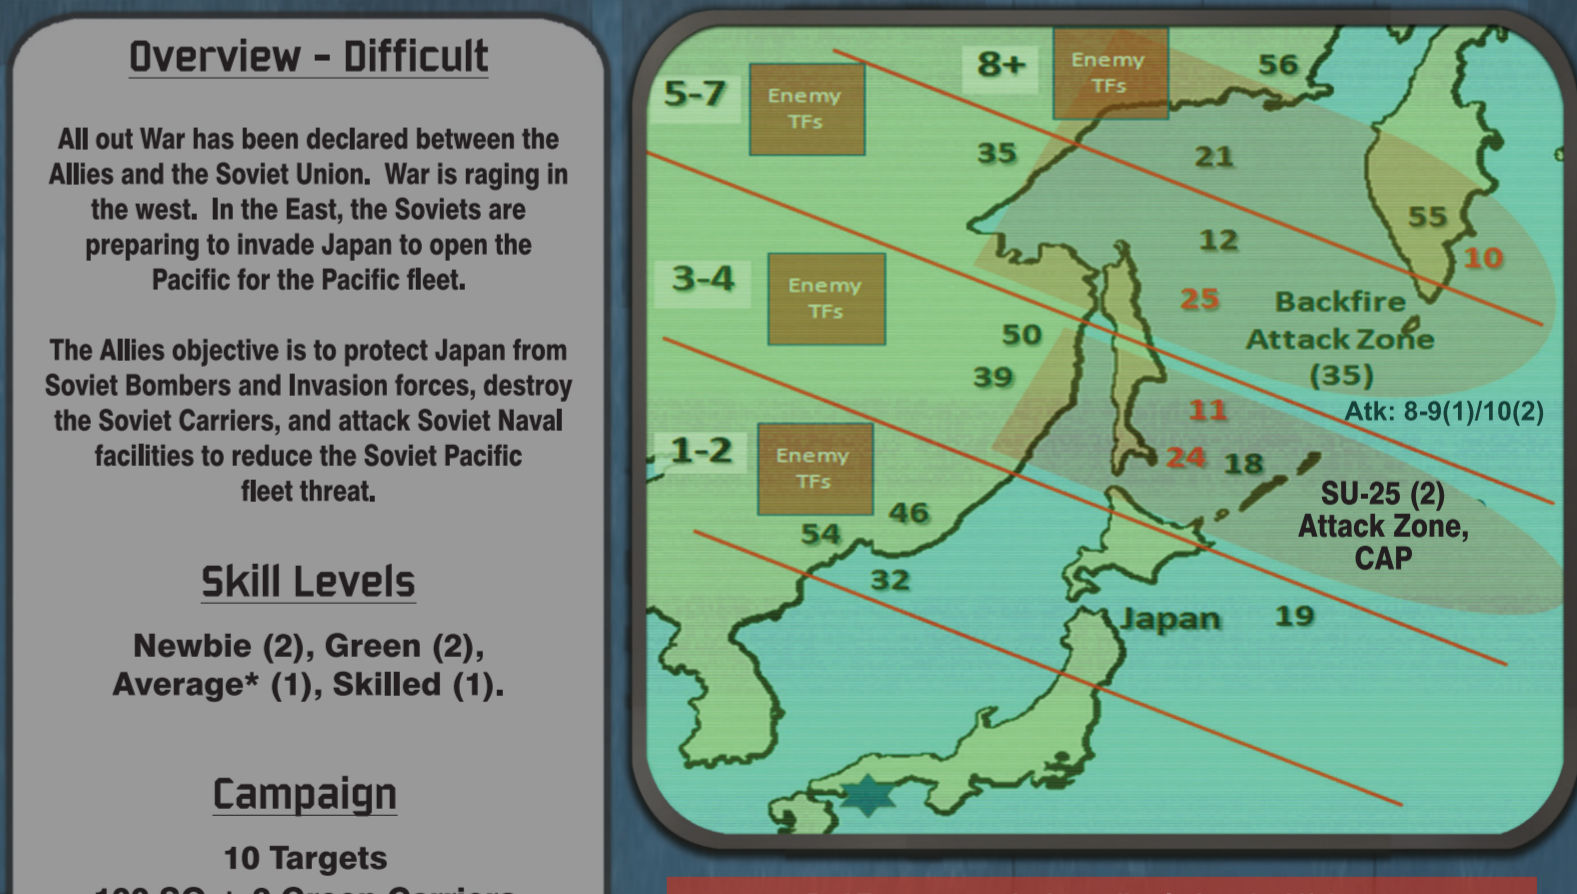 Overview - Difficult
All out War has been declared between the
Allies and the Soviet Union. War is raging in
the west. In the East, the Soviets are
preparing to invade Japan to open the
Pacific for the Pacific fleet.
The Allies objective is to protect Japan from
Soviet Bombers and Invasion forces, destroy
the Soviet Carriers, and attack Soviet Naval
facilities to reduce the Soviet Pacific
fleet threat.
Skill Levels
Newbie (2), Green (2),
Average* (1), Skilled (1).
Campaign
10 Targets
8+
Enemy
TFs
56
5-7
Enemy
TFs
35
21
55
12
10
3-4
Enemy
TFs
25
Backfire
Attack Zone
(35)
50
39
11
Atk: 8-9(1)/10(2)
1-2
Enemy
TFs
24
18
SU-25 (2)
Attack Zone,
CAP
46
54
32
Japan
19